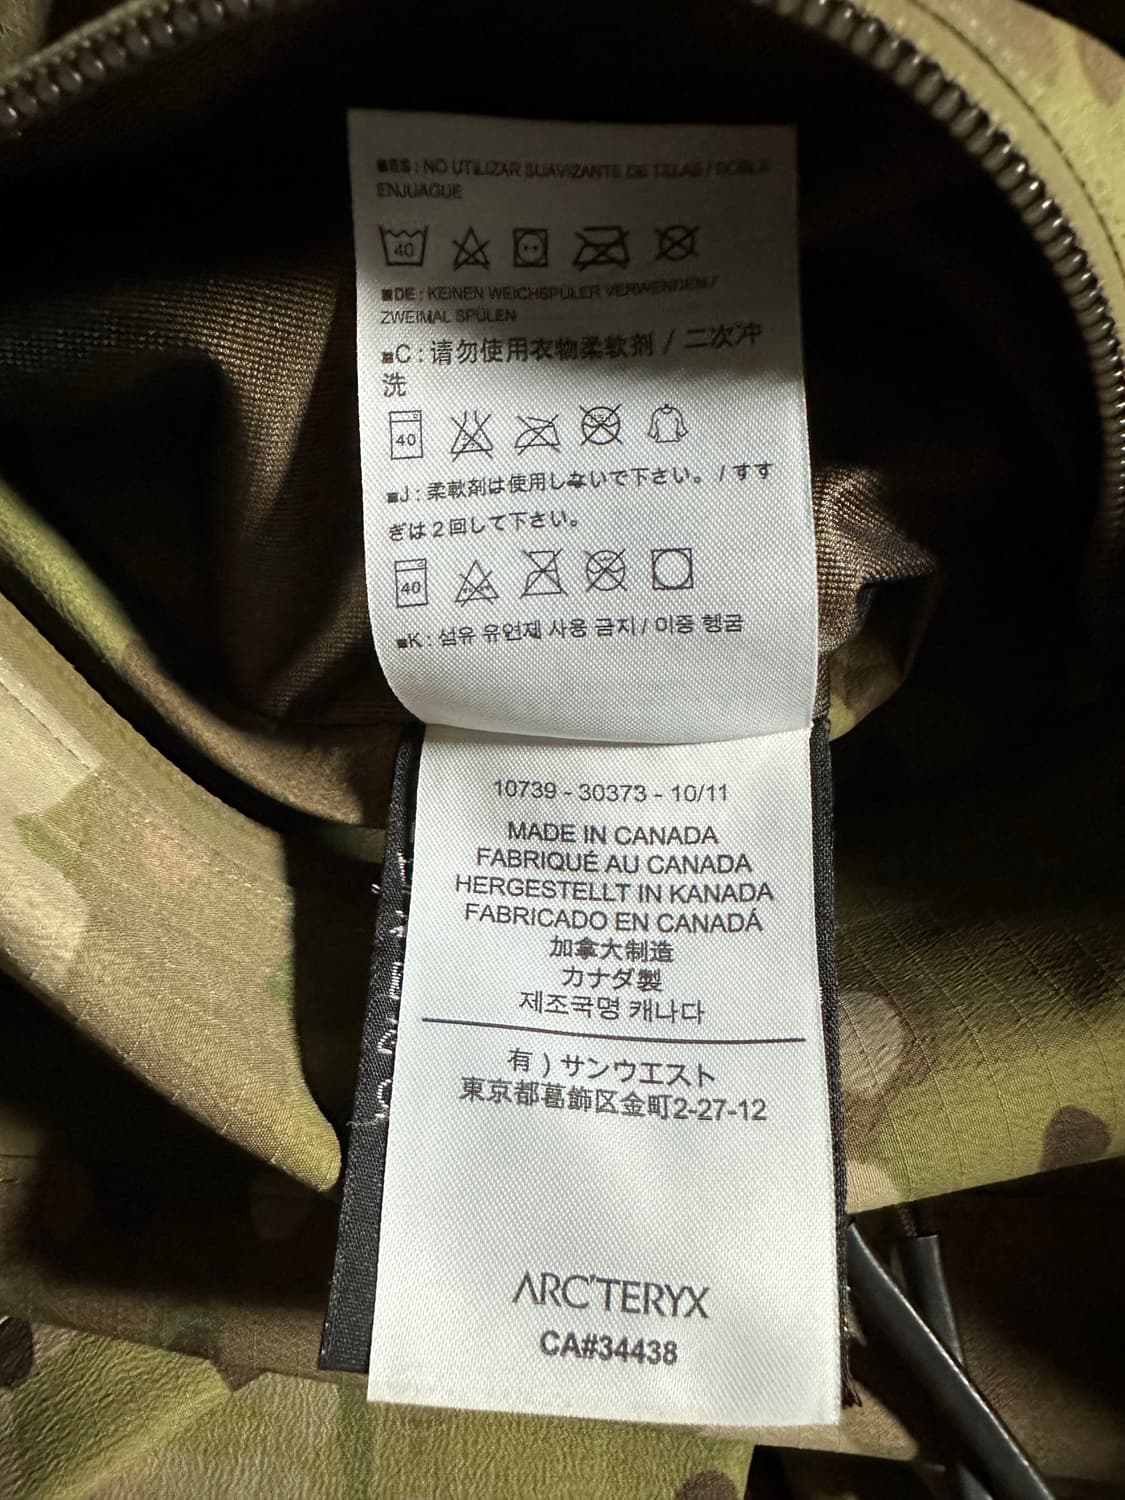 ■ES : NO UTILIZAR SUAVIZANTE DE TELAS / DOBLE
ENJUAGUE
40
■DE : KEINEN WEICHSPÜLER VERWENDEN /
ZWEIMAL SPÜLEN
■C : 请勿使用衣物柔软剂 / 二次冲
洗
40
■J : 柔軟剤は使用しないで下さい。 / すす
ぎは2回して下さい。
40
■K : 섬유 유연제 사용 금지 / 이중 헹굼
10739 - 30373 - 10/11
MADE IN CANADA
FABRIQUÉ AU CANADA
HERGESTELLT IN KANADA
FABRICADO EN CANADÁ
加拿大制造
カナダ製
제조국명 캐나다
有）サンウエスト
東京都葛飾区金町2-27-12
ARC'TERYX
CA#34438